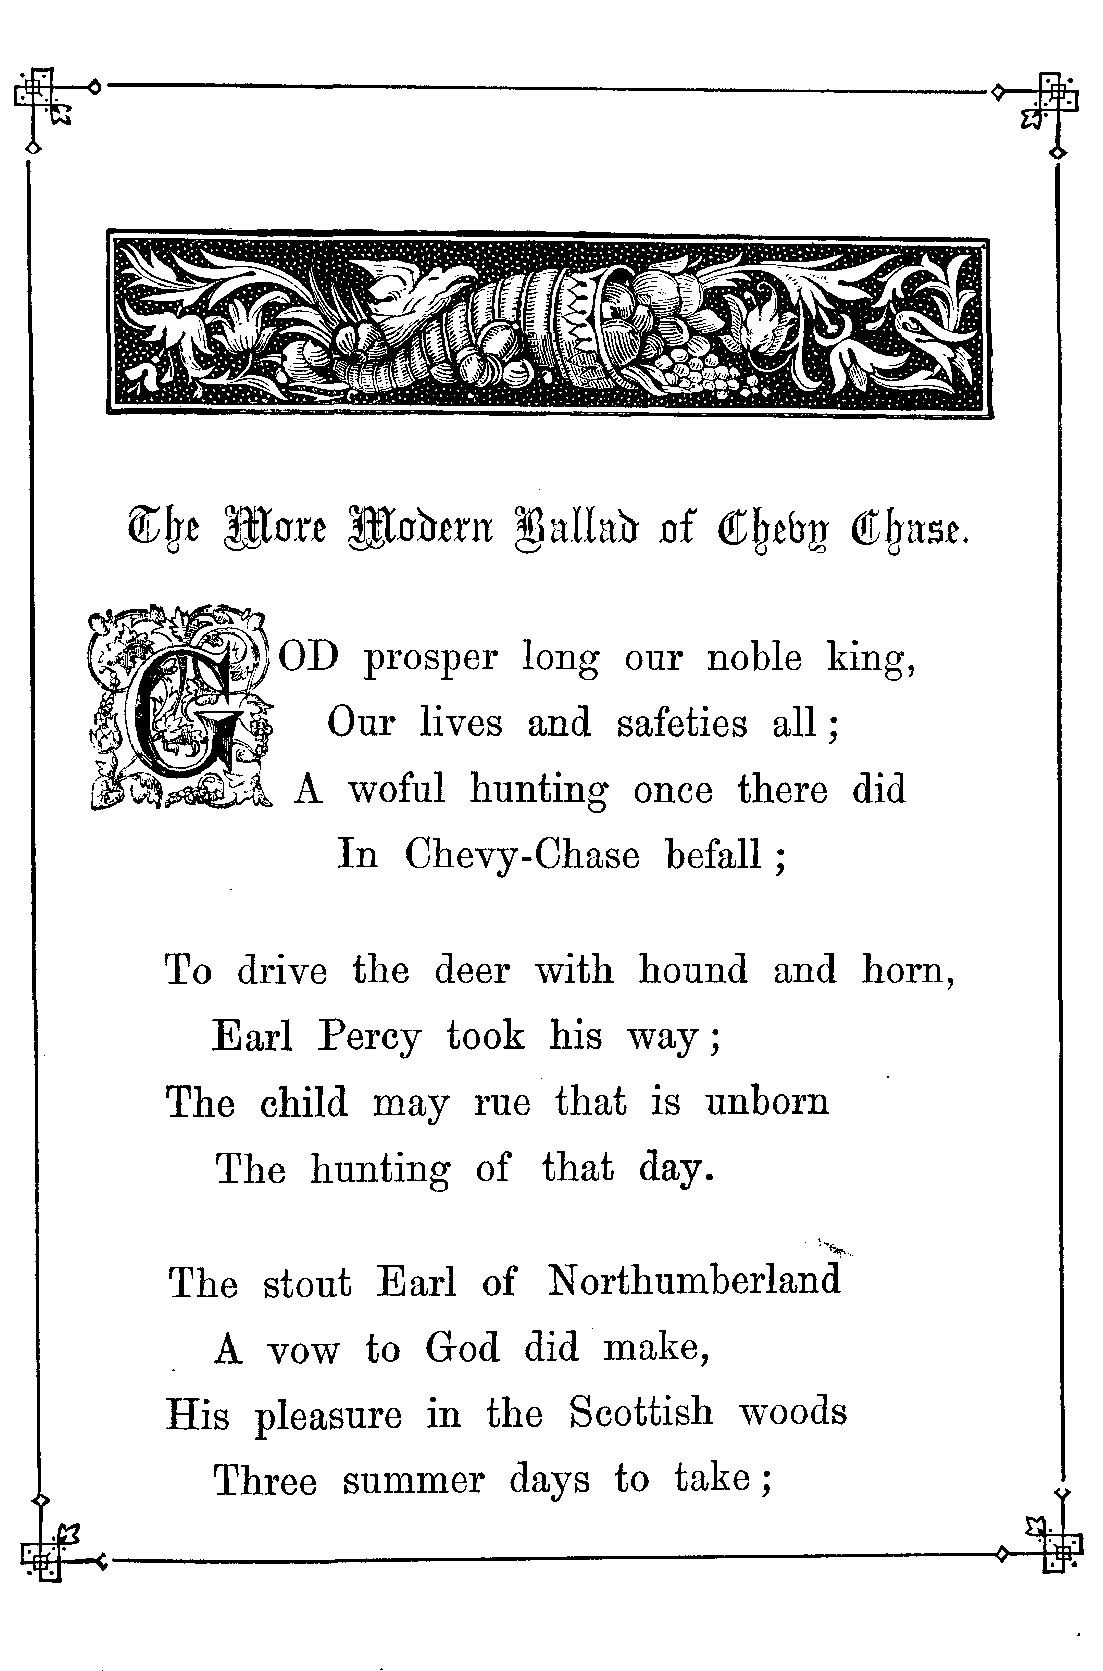 The More Modern Ballad of Chevy Chase.
GOD prosper long our noble king,
Our lives and safeties all;
A woful hunting once there did
In Chevy-Chase befall;
To drive the deer with hound and horn,
Earl Percy took his way;
The child may rue that is unborn
The hunting of that day.
The stout Earl of Northumberland
A vow to God did make,
His pleasure in the Scottish woods
Three summer days to take;